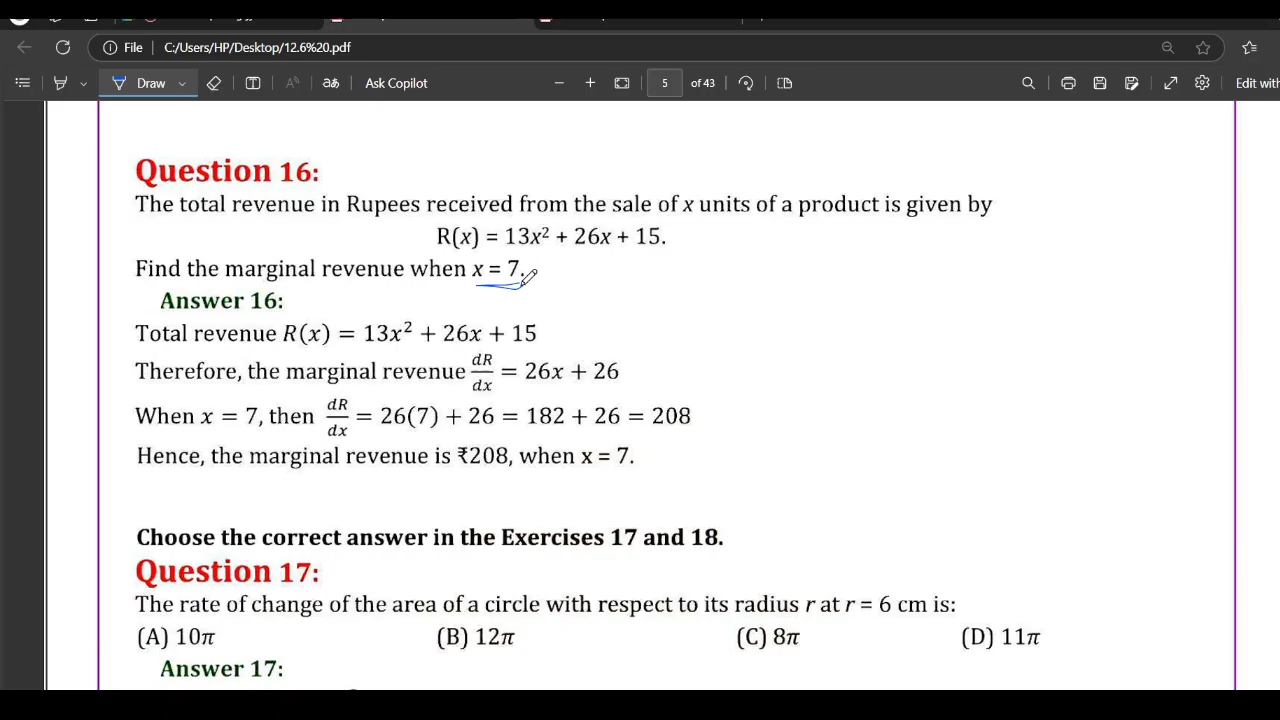 File | C:/Users/HP/Desktop/12.6%20.pdf
Draw aあ Ask Copilot 5 of 43 Edit with
Question 16:
The total revenue in Rupees received from the sale of x units of a product is given by
R(x) = 13x² + 26x + 15.
Find the marginal revenue when x = 7.
Answer 16:
Total revenue R(x) = 13x² + 26x + 15
Therefore, the marginal revenue dR/dx = 26x + 26
When x = 7, then dR/dx = 26(7) + 26 = 182 + 26 = 208
Hence, the marginal revenue is ₹208, when x = 7.
Choose the correct answer in the Exercises 17 and 18.
Question 17:
The rate of change of the area of a circle with respect to its radius r at r = 6 cm is:
(A) 10π (B) 12π (C) 8π (D) 11π
Answer 17: